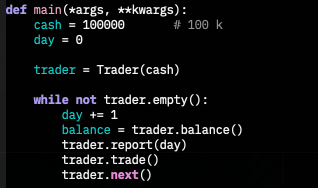 def main(*args, **kwargs):
    cash = 100000      # 100 k
    day = 0

    trader = Trader(cash)

    while not trader.empty():
        day += 1
        balance = trader.balance()
        trader.report(day)
        trader.trade()
        trader.next()